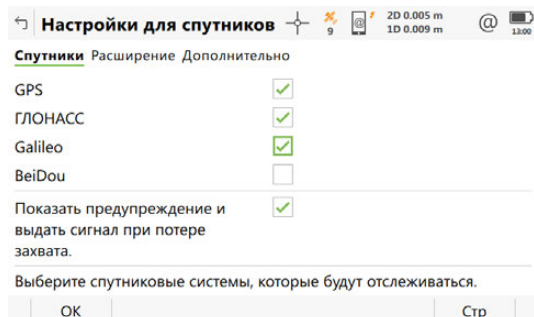 Настройки для спутников
9
@
2D 0.005 m
1D 0.009 m
@
13:00
Спутники Расширение Дополнительно
GPS
ГЛОНАСС
Galileo
BeiDou
Показать предупреждение и
выдать сигнал при потере
захвата.
Выберите спутниковые системы, которые будут отслеживаться.
OK
Стр